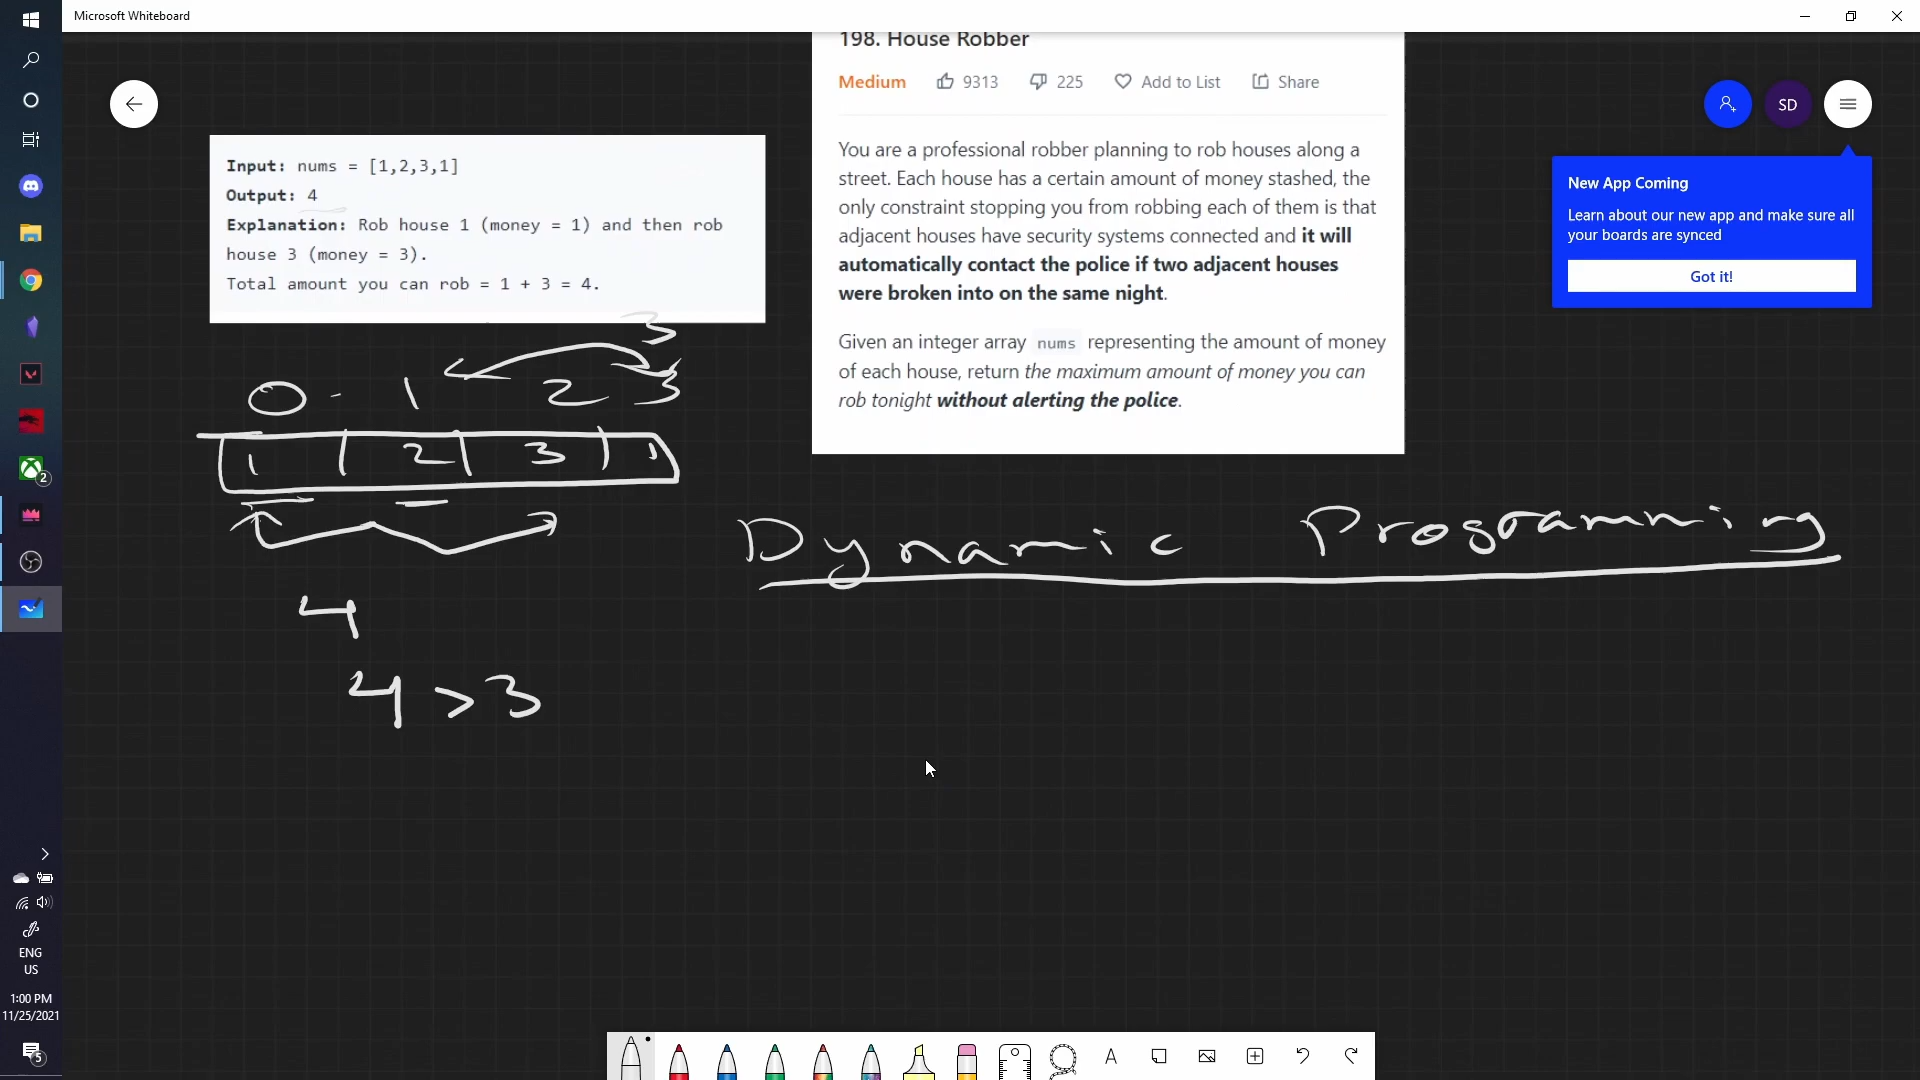 Microsoft Whiteboard
198. House Robber
Medium 9313 225 Add to List Share
You are a professional robber planning to rob houses along a
street. Each house has a certain amount of money stashed, the
only constraint stopping you from robbing each of them is that
adjacent houses have security systems connected and it will
automatically contact the police if two adjacent houses
were broken into on the same night.
Given an integer array nums representing the amount of money
of each house, return the maximum amount of money you can
rob tonight without alerting the police.
Input: nums = [1,2,3,1]
Output: 4
Explanation: Rob house 1 (money = 1) and then rob
house 3 (money = 3).
Total amount you can rob = 1 + 3 = 4.
SD
New App Coming
Learn about our new app and make sure all
your boards are synced
Got it!
3
0 - 1 2 3
1 2 3 1
4
4 > 3
Dynamic Programming
2
ENG
US
1:00 PM
11/25/2021
5